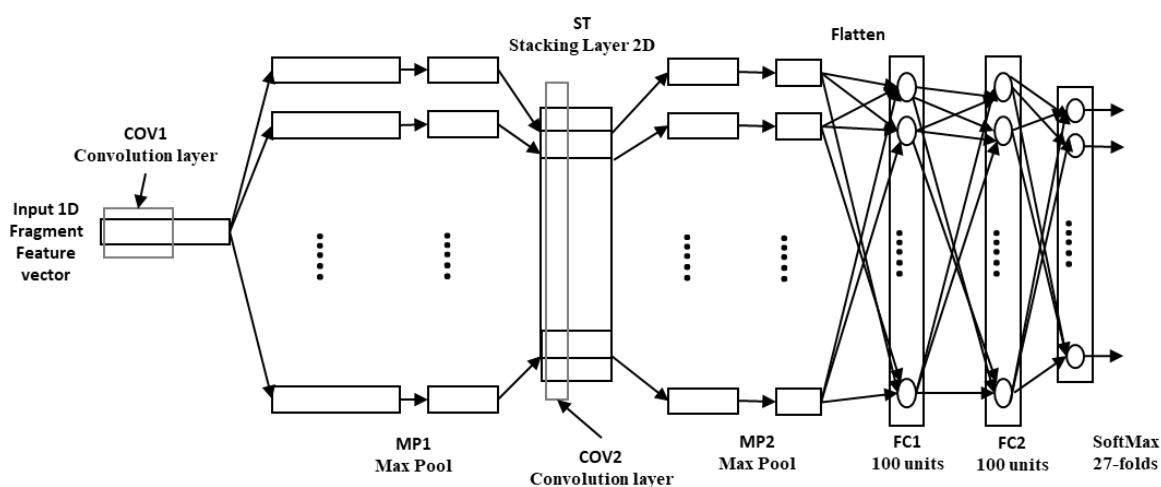 ST
Stacking Layer 2D
Flatten
COV1
Convolution layer
Input 1D
Fragment
Feature
vector
MP1
Max Pool
COV2
Convolution layer
MP2
Max Pool
FC1
100 units
FC2
100 units
SoftMax
27-folds